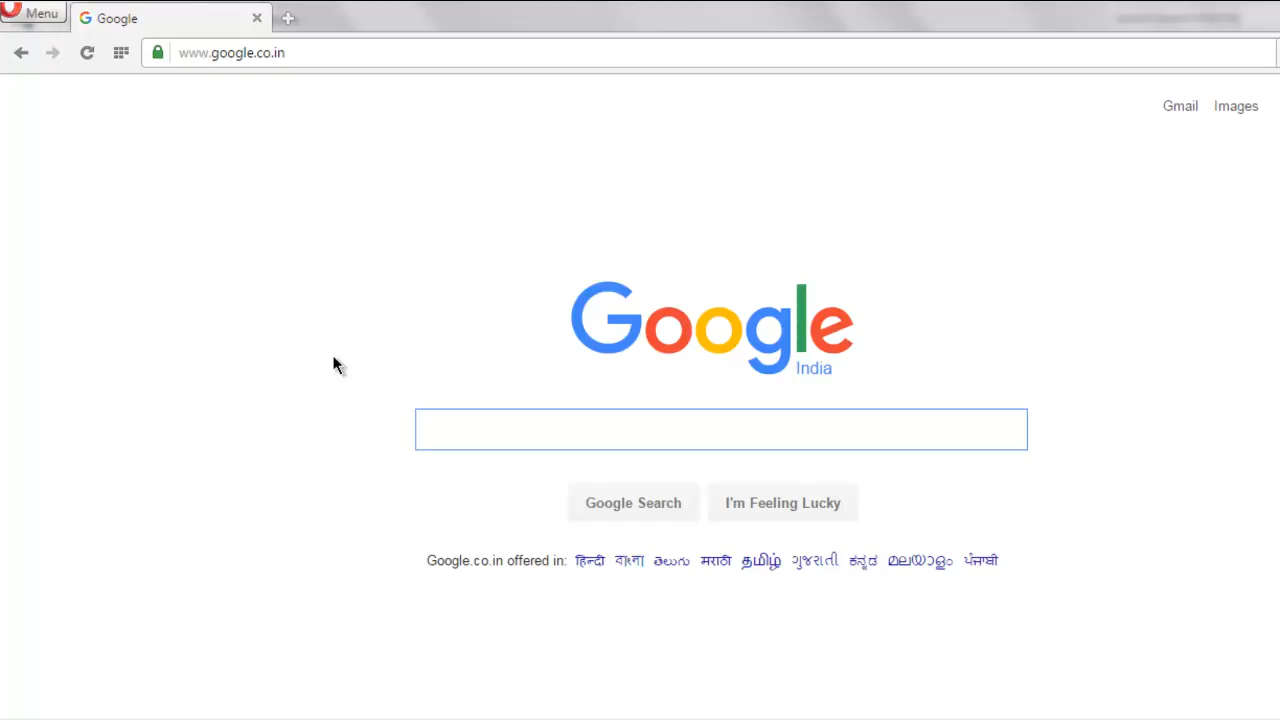 Menu
Google
www.google.co.in
Gmail Images
Google
India
Google Search I'm Feeling Lucky
Google.co.in offered in: हिन्दी বাংলা తెలుగు मराठी தமிழ் ગુજરાતી ಕನ್ನಡ മലയാളം ਪੰਜਾਬੀ